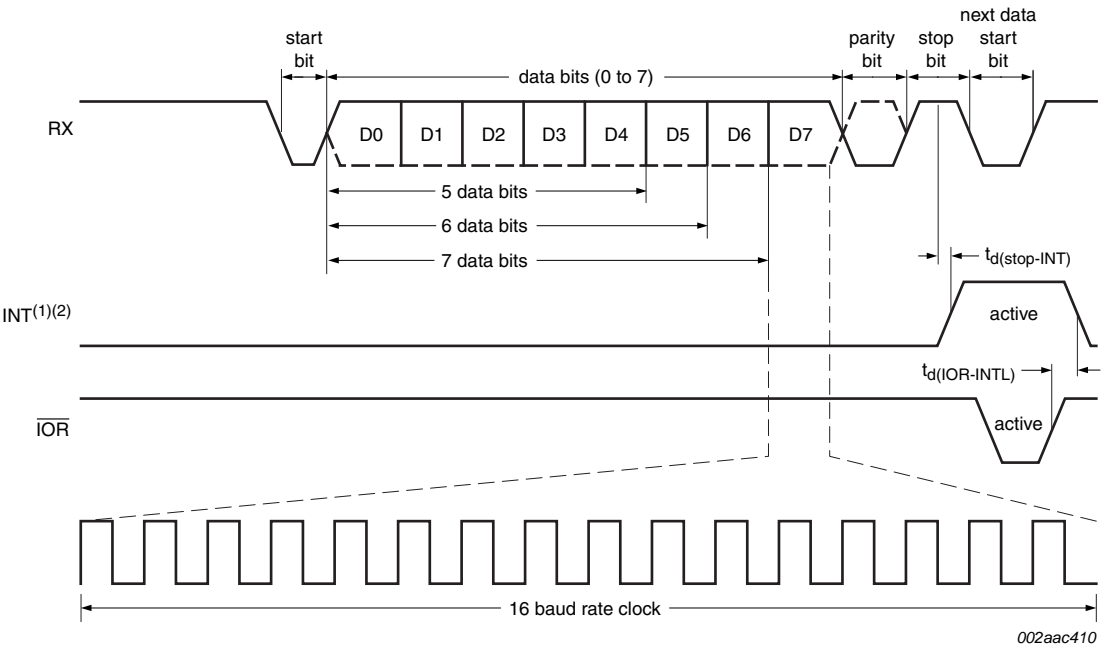 start
bit
data bits (0 to 7)
parity
bit
stop
bit
next data
start
bit
RX
D0 D1 D2 D3 D4 D5 D6 D7
5 data bits
6 data bits
7 data bits
td(stop-INT)
INT(1)(2)
active
td(IOR-INTL)
IOR
active
16 baud rate clock
002aac410